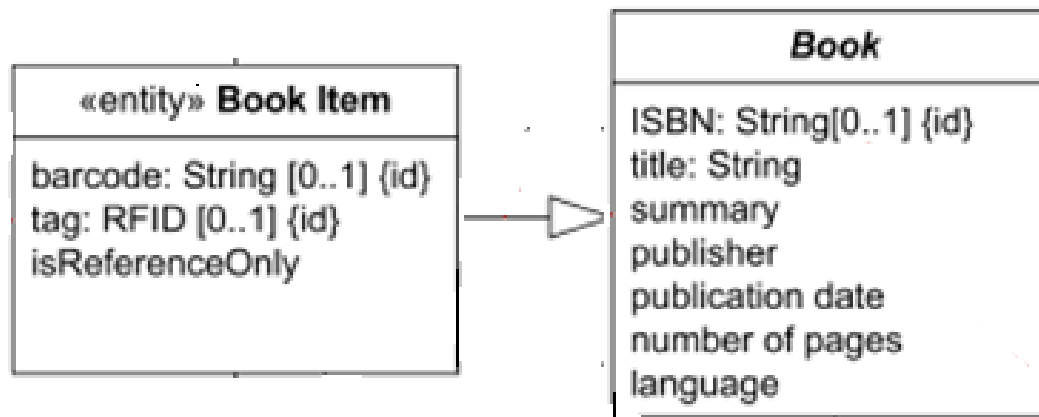 «entity» Book Item
barcode: String [0..1] {id}
tag: RFID [0..1] {id}
isReferenceOnly
Book
ISBN: String[0..1] {id}
title: String
summary
publisher
publication date
number of pages
language